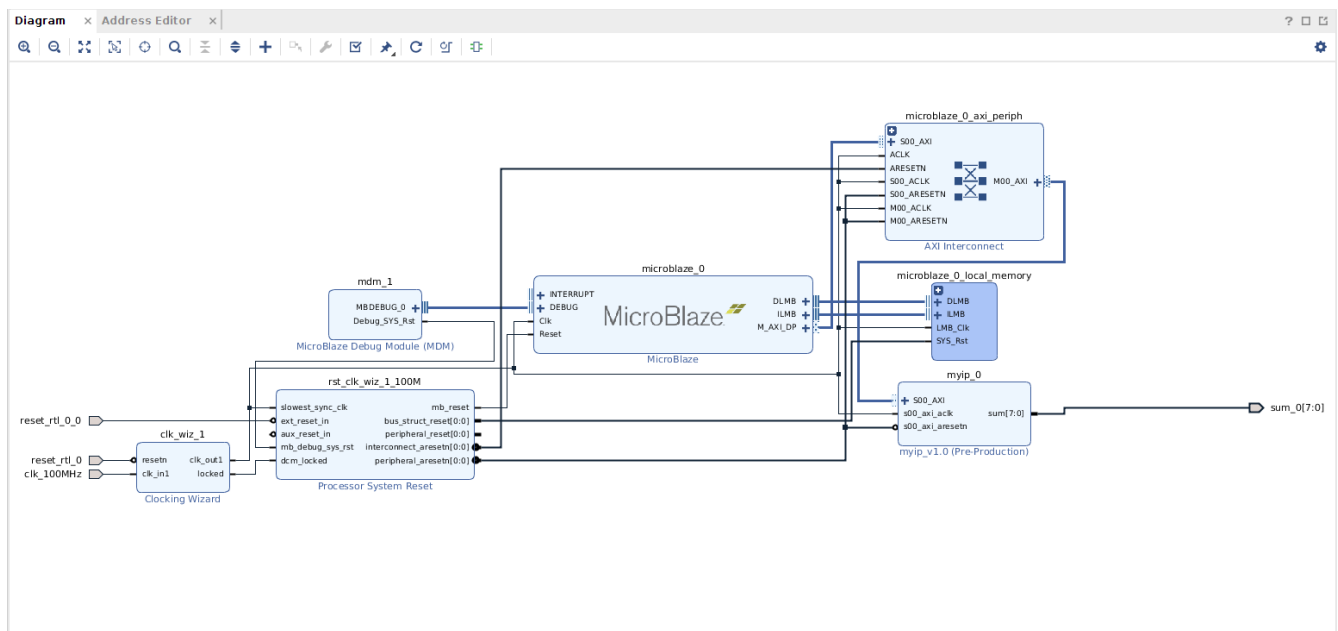 Diagram
Address Editor
microblaze_0_axi_periph
S00_AXI
ACLK
ARESETN
S00_ACLK
S00_ARESETN
M00_ACLK
M00_ARESETN
M00_AXI
AXI Interconnect
microblaze_0
INTERRUPT
DEBUG
Clk
Reset
MicroBlaze
DLMB
ILMB
M_AXI_DP
MicroBlaze
microblaze_0_local_memory
DLMB
ILMB
LMB_Clk
SYS_Rst
mdm_1
MBDEBUG_0
Debug_SYS_Rst
MicroBlaze Debug Module (MDM)
rst_clk_wiz_1_100M
slowest_sync_clk
ext_reset_in
aux_reset_in
mb_debug_sys_rst
dcm_locked
mb_reset
bus_struct_reset[0:0]
peripheral_reset[0:0]
interconnect_aresetn[0:0]
peripheral_aresetn[0:0]
Processor System Reset
myip_0
S00_AXI
s00_axi_aclk
s00_axi_aresetn
sum[7:0]
myip_v1.0 (Pre-Production)
sum_0[7:0]
reset_rtl_0_0
reset_rtl_0
clk_100MHz
clk_wiz_1
resetn
clk_in1
clk_out1
locked
Clocking Wizard